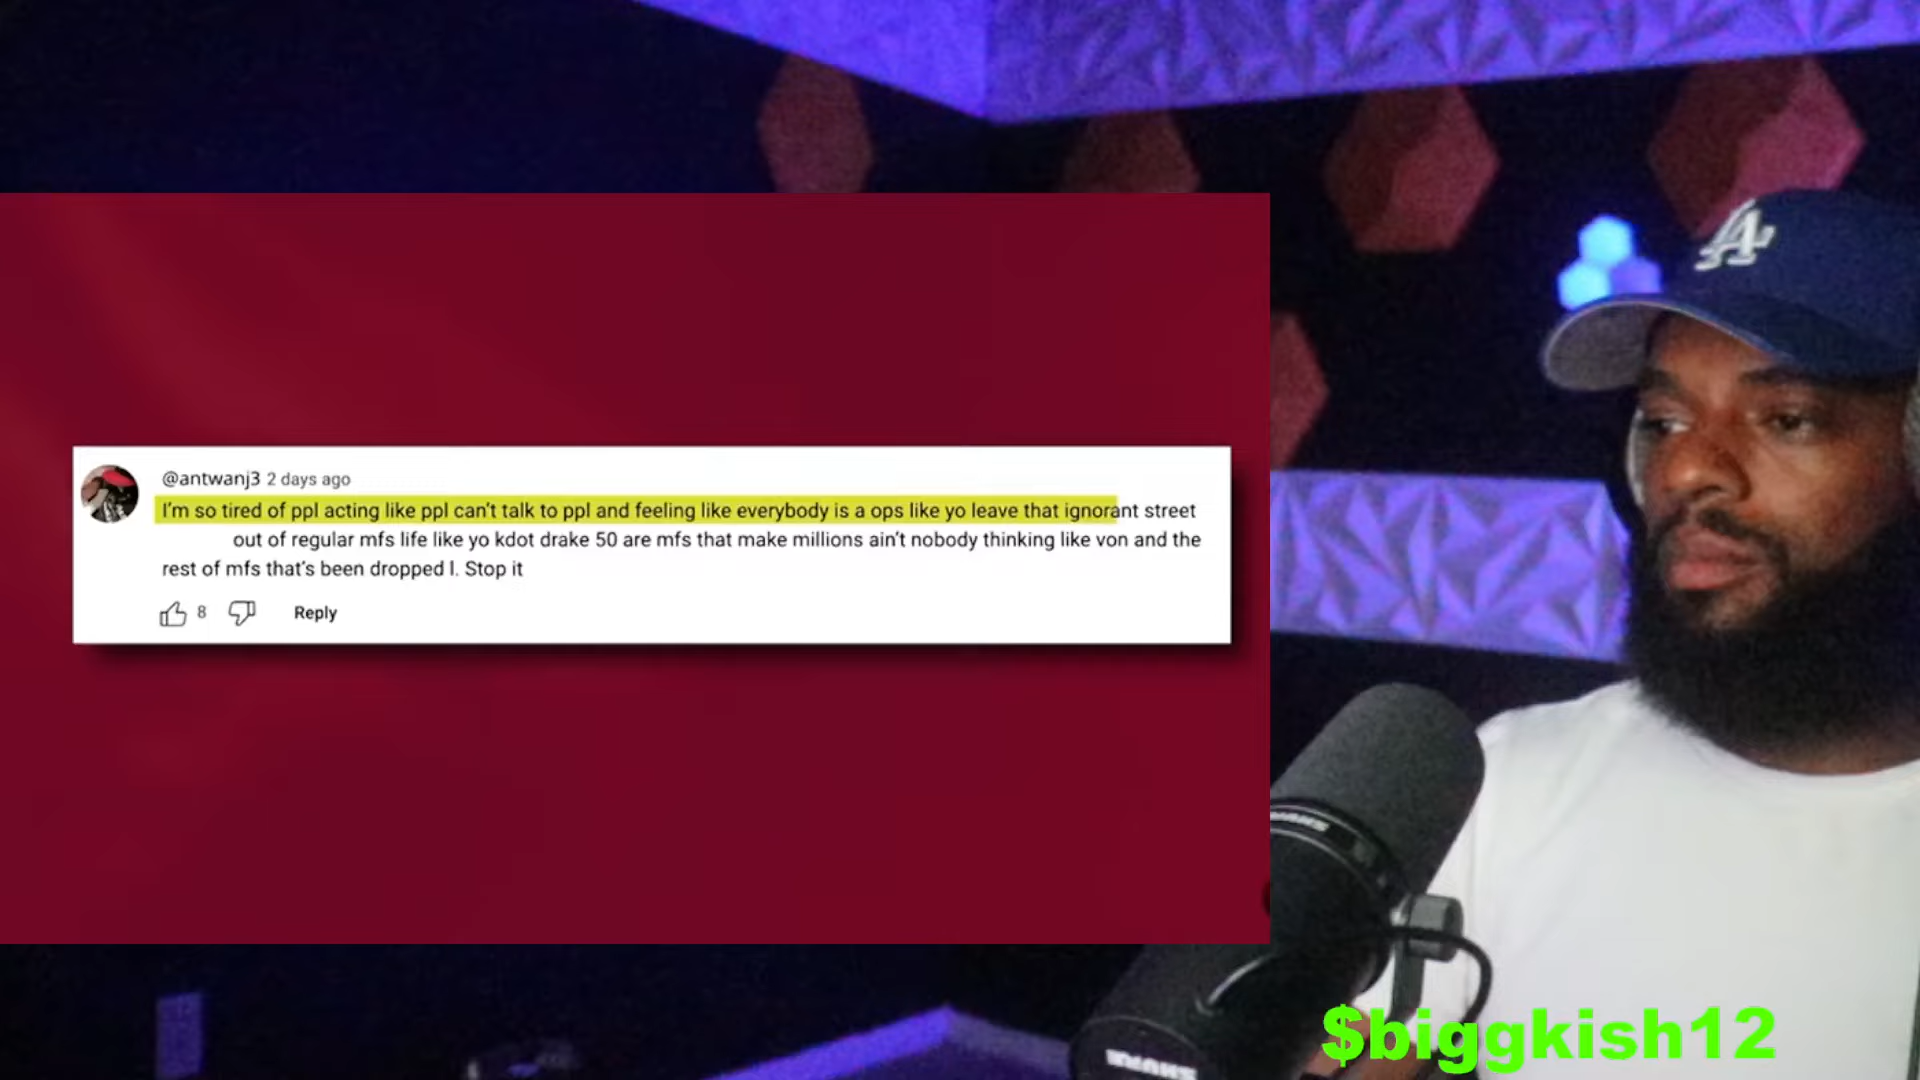 LA
@antwanj3 2 days ago
I'm so tired of ppl acting like ppl can't talk to ppl and feeling like everybody is a ops like yo leave that ignorant street
out of regular mfs life like yo kdot drake 50 are mfs that make millions ain't nobody thinking like von and the
rest of mfs that's been dropped l. Stop it
8 Reply
SHURE
$biggkish12
SHURE